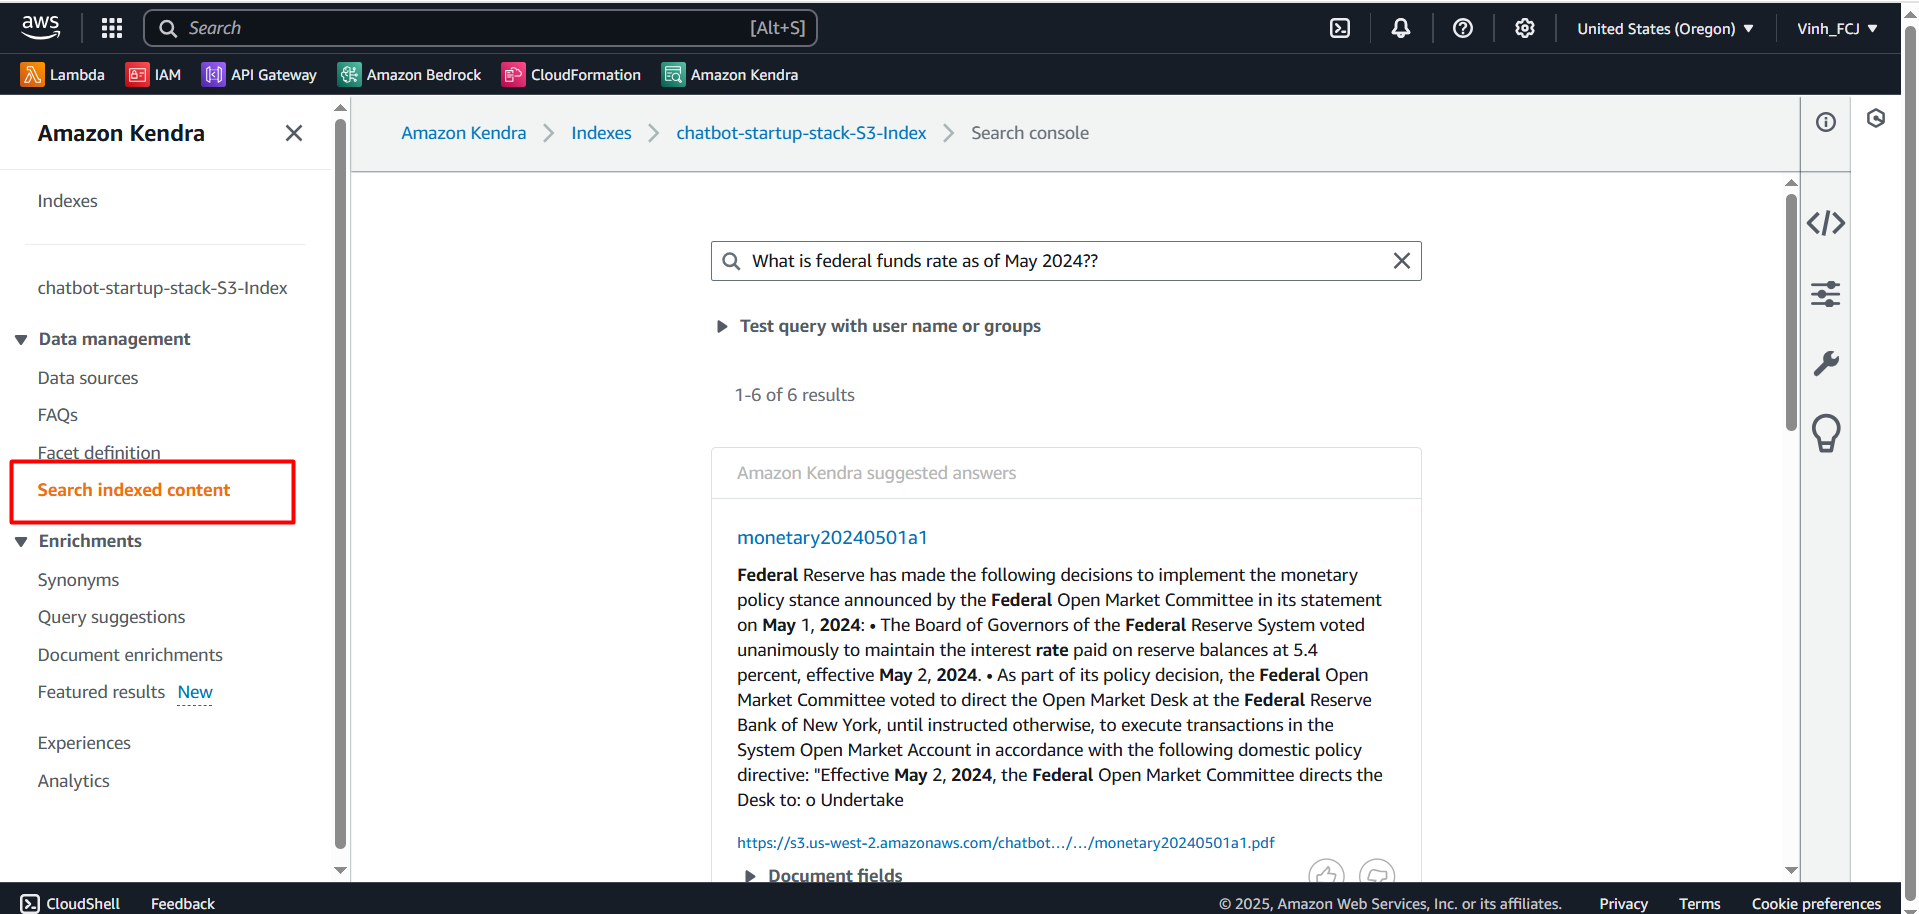 aws
Search
[Alt+S]
United States (Oregon)
Vinh_FCJ
Lambda
IAM
API Gateway
Amazon Bedrock
CloudFormation
Amazon Kendra
Amazon Kendra
Indexes
chatbot-startup-stack-S3-Index
Data management
Data sources
FAQs
Facet definition
Search indexed content
Enrichments
Synonyms
Query suggestions
Document enrichments
Featured results New
Experiences
Analytics
Amazon Kendra
Indexes
chatbot-startup-stack-S3-Index
Search console
What is federal funds rate as of May 2024??
Test query with user name or groups
1-6 of 6 results
Amazon Kendra suggested answers
monetary20240501a1
Federal Reserve has made the following decisions to implement the monetary
policy stance announced by the Federal Open Market Committee in its statement
on May 1, 2024: • The Board of Governors of the Federal Reserve System voted
unanimously to maintain the interest rate paid on reserve balances at 5.4
percent, effective May 2, 2024. • As part of its policy decision, the Federal Open
Market Committee voted to direct the Open Market Desk at the Federal Reserve
Bank of New York, until instructed otherwise, to execute transactions in the
System Open Market Account in accordance with the following domestic policy
directive: "Effective May 2, 2024, the Federal Open Market Committee directs the
Desk to: o Undertake
https://s3.us-west-2.amazonaws.com/chatbot.../.../monetary20240501a1.pdf
Document fields
CloudShell
Feedback
© 2025, Amazon Web Services, Inc. or its affiliates.
Privacy
Terms
Cookie preferences